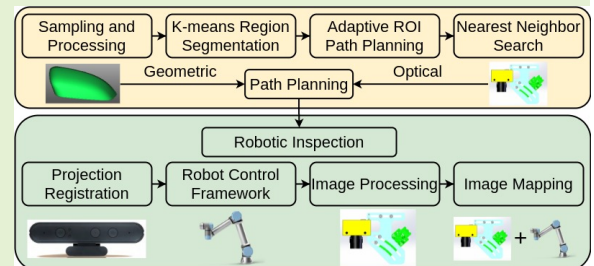 Sampling and
Processing
K-means Region
Segmentation
Adaptive ROI
Path Planning
Nearest Neighbor
Search
Geometric
Path Planning
Optical
Robotic Inspection
Projection
Registration
Robot Control
Framework
Image Processing
Image Mapping
+